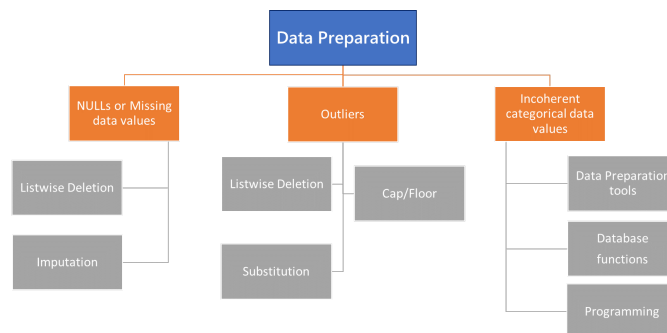 Data Preparation
NULLs or Missing
data values
Outliers
Incoherent
categorical data
values
Listwise Deletion
Imputation
Listwise Deletion
Cap/Floor
Substitution
Data Preparation
tools
Database
functions
Programming